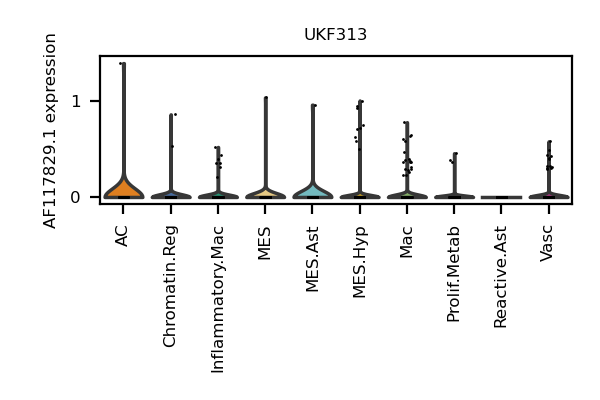 UKF313
AF117829.1 expression
1
0
AC
Chromatin.Reg
Inflammatory.Mac
MES
MES.Ast
MES.Hyp
Mac
Prolif.Metab
Reactive.Ast
Vasc